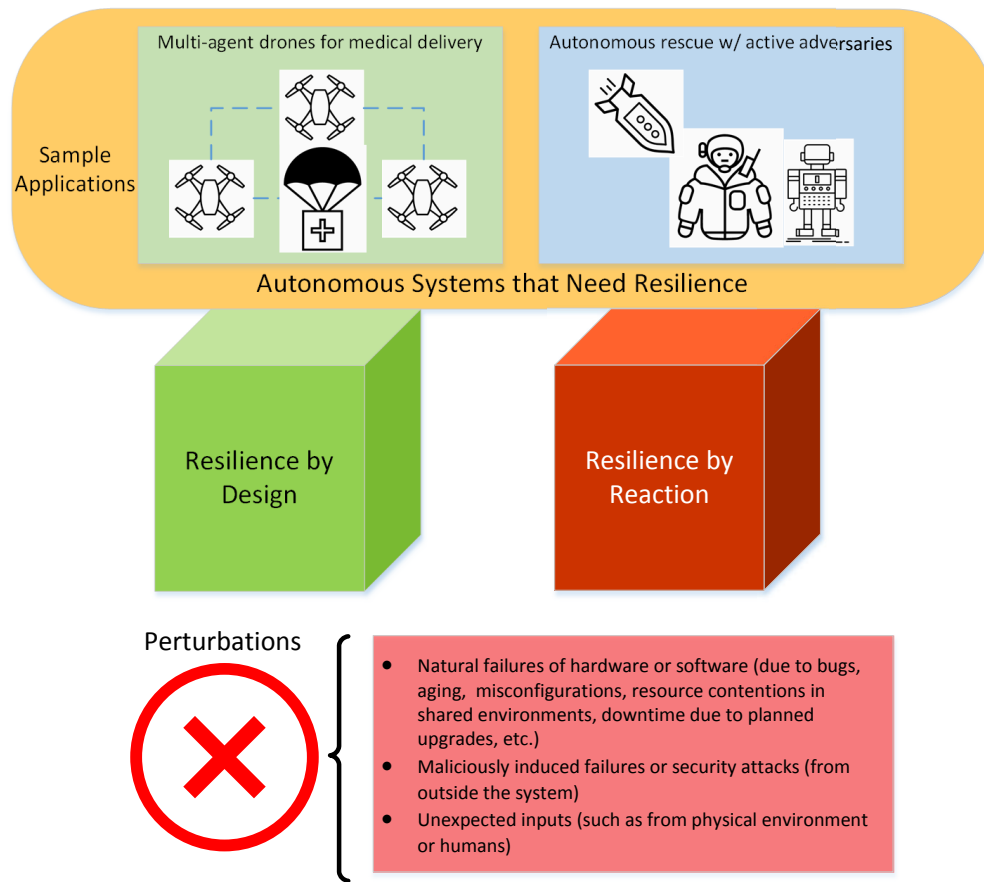 Multi-agent drones for medical delivery
Autonomous rescue w/ active adversaries
Sample
Applications
Autonomous Systems that Need Resilience
Resilience by
Design
Resilience by
Reaction
Perturbations
• Natural failures of hardware or software (due to bugs,
aging, misconfigurations, resource contentions in
shared environments, downtime due to planned
upgrades, etc.)
• Maliciously induced failures or security attacks (from
outside the system)
• Unexpected inputs (such as from physical environment
or humans)